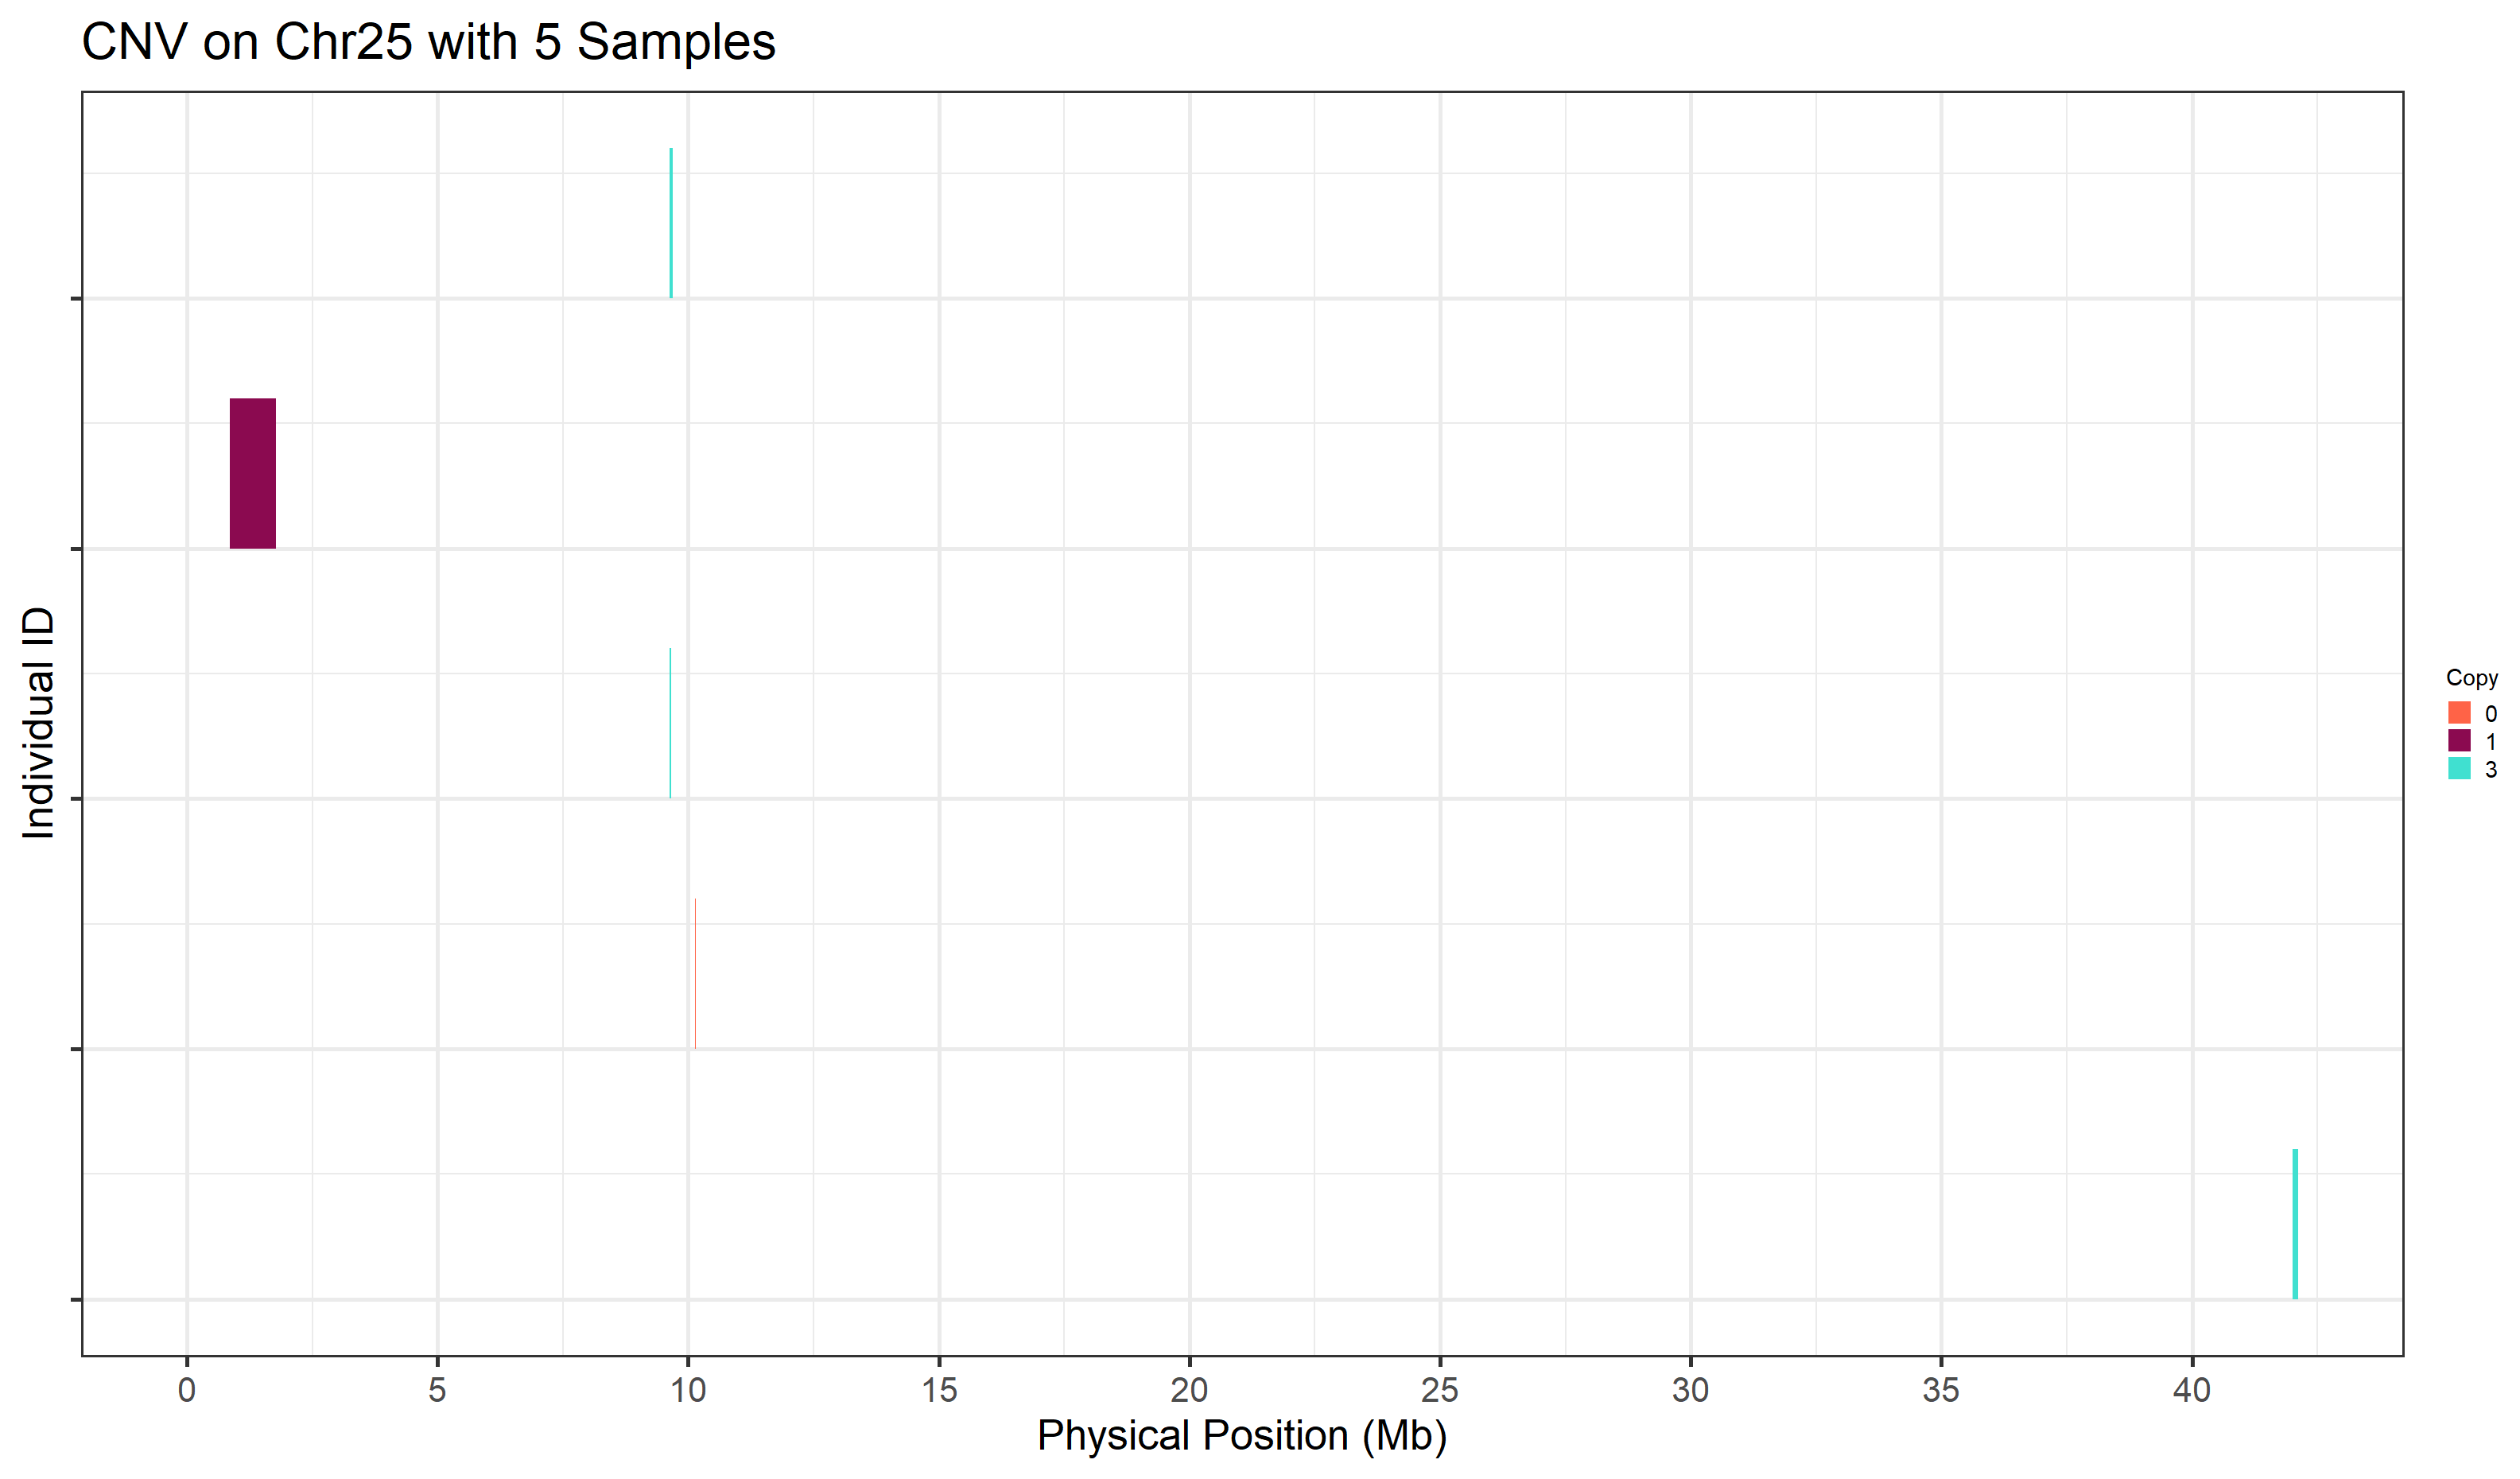 CNV on Chr25 with 5 Samples
Individual ID
Copy
0
1
3
0 5 10 15 20 25 30 35 40
Physical Position (Mb)